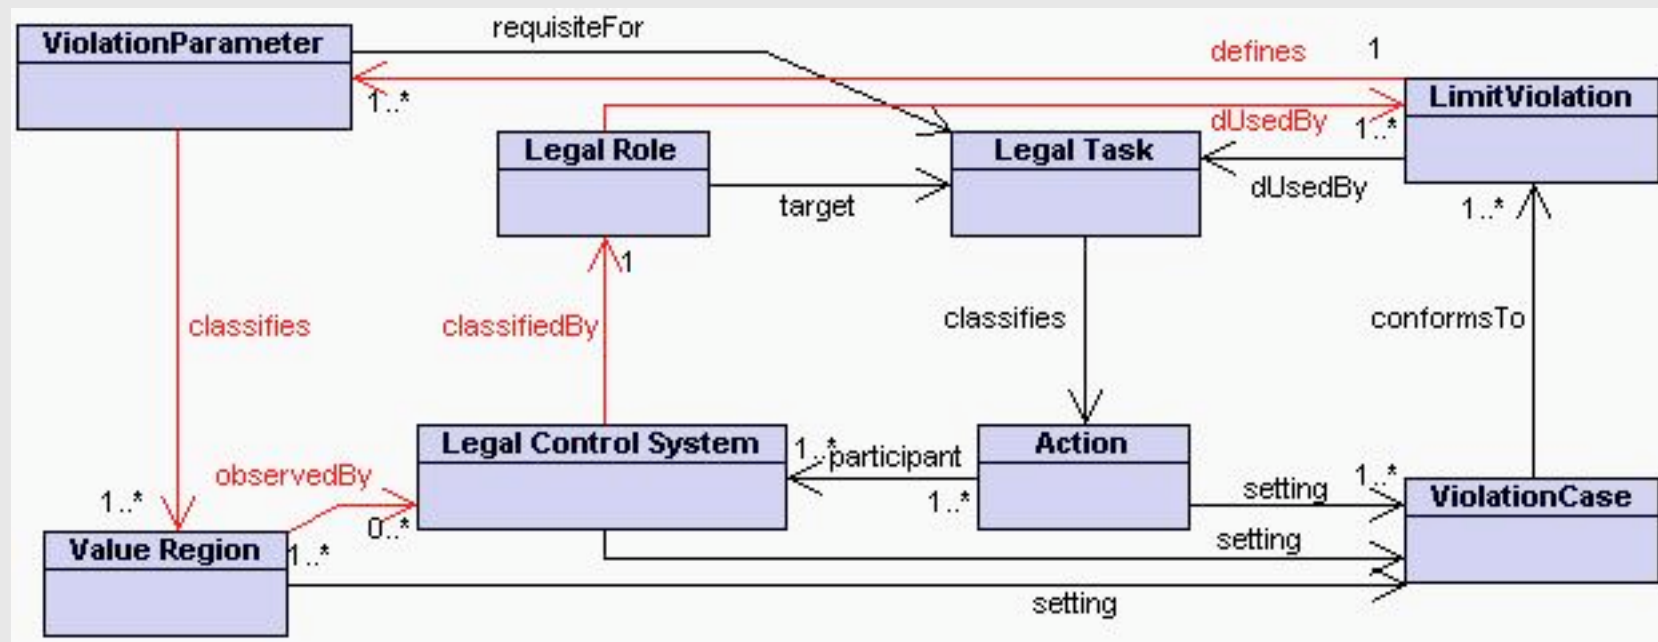 requisiteFor
ViolationParameter
defines
1
1..*
LimitViolation
Legal Role
Legal Task
dUsedBy
1..*
dUsedBy
target
1..*
1
classifies
classifiedBy
classifies
conformsTo
Legal Control System
1..*
participant
Action
observedBy
1..*
0..*
1..*
setting
1..*
ViolationCase
Value Region
1..*
setting
setting